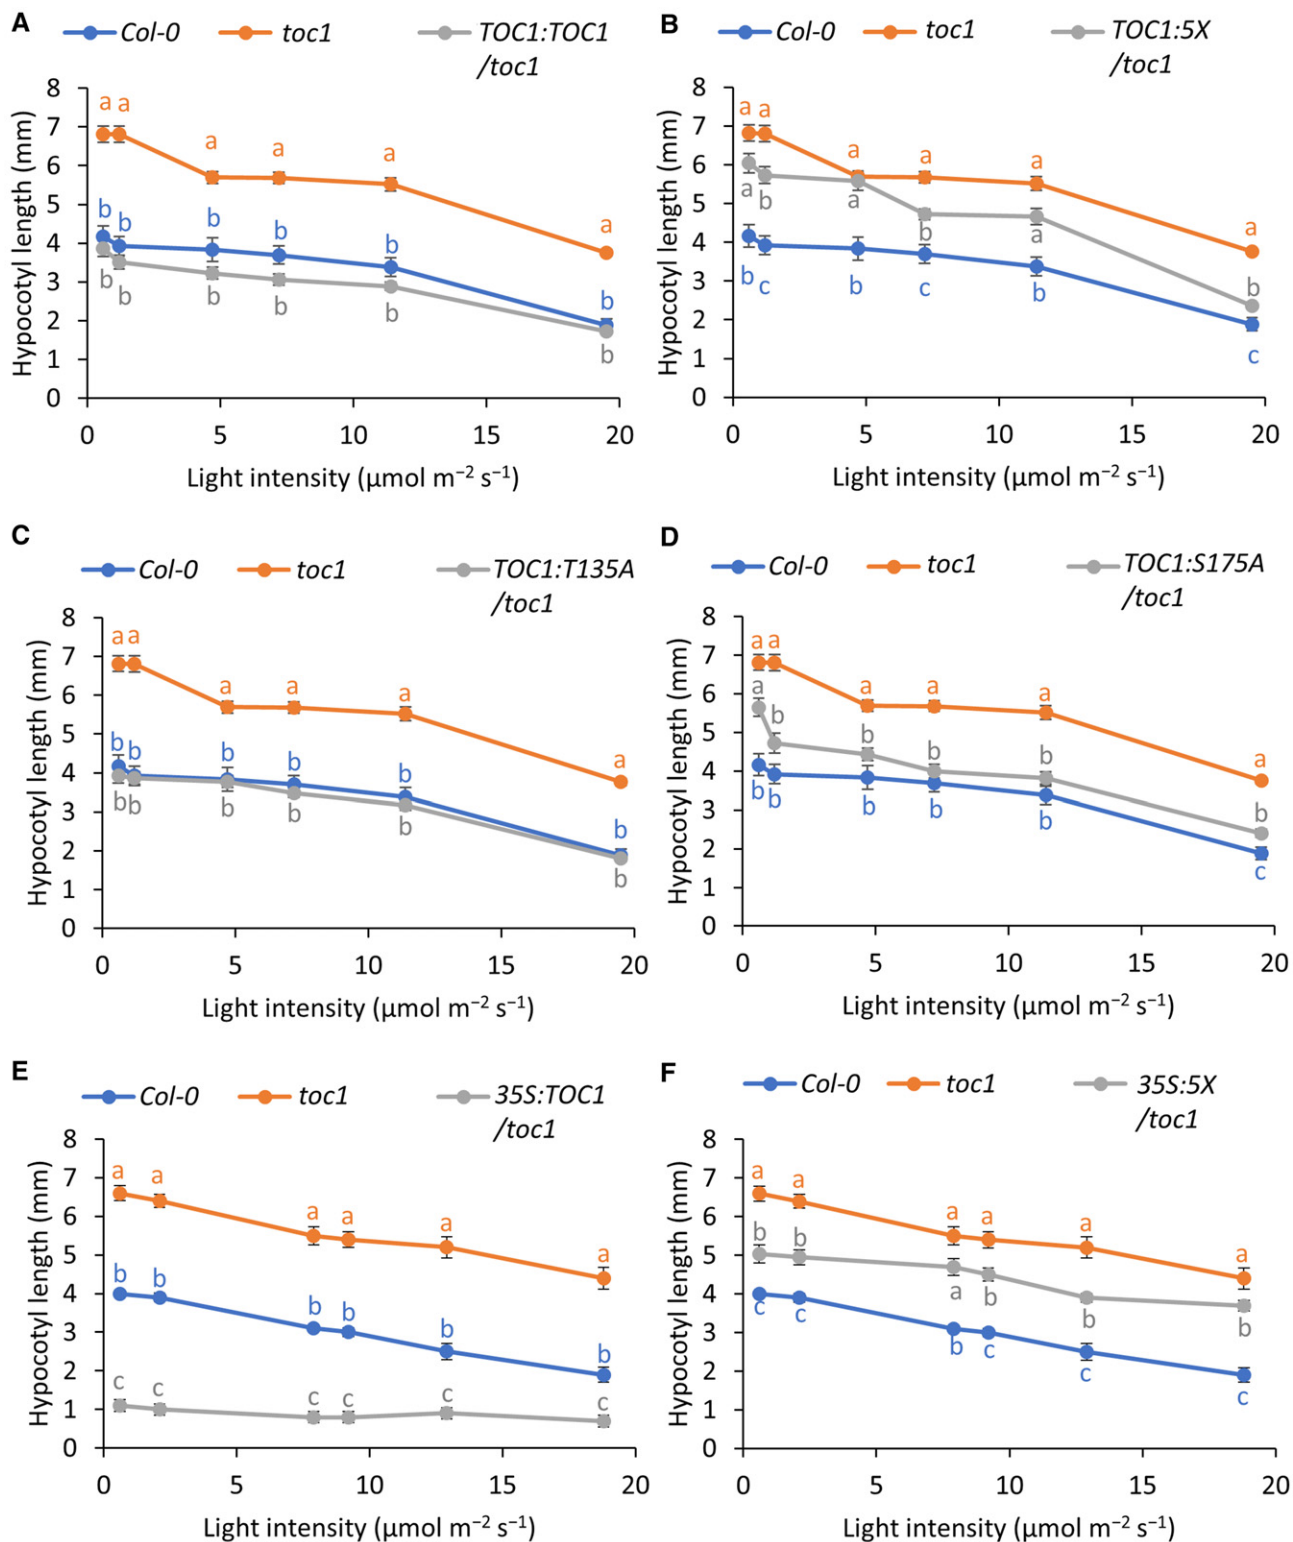 A
Col-0 toc1 TOC1:TOC1
/toc1
8
7
6
5
4
3
2
1
0
Hypocotyl length (mm)
a a a a a a
b b b b b b
b b b b b b
0 5 10 15 20
Light intensity (μmol m⁻² s⁻¹)
B
Col-0 toc1 TOC1:5X
/toc1
8
7
6
5
4
3
2
1
0
Hypocotyl length (mm)
a a a a a a
a b a b a b
b c b c b c
0 5 10 15 20
Light intensity (μmol m⁻² s⁻¹)
C
Col-0 toc1 TOC1:T135A
/toc1
8
7
6
5
4
3
2
1
0
Hypocotyl length (mm)
a a a a a a
b b b b b b
b b b b b b
0 5 10 15 20
Light intensity (μmol m⁻² s⁻¹)
D
Col-0 toc1 TOC1:S175A
/toc1
8
7
6
5
4
3
2
1
0
Hypocotyl length (mm)
a a a a a a
a b b b b b
b b b b b c
0 5 10 15 20
Light intensity (μmol m⁻² s⁻¹)
E
Col-0 toc1 35S:TOC1
/toc1
8
7
6
5
4
3
2
1
0
Hypocotyl length (mm)
a a a a a a
b b b b b b
c c c c c c
0 5 10 15 20
Light intensity (μmol m⁻² s⁻¹)
F
Col-0 toc1 35S:5X
/toc1
8
7
6
5
4
3
2
1
0
Hypocotyl length (mm)
a a a a a a
b b a b b b
c c b c c c
0 5 10 15 20
Light intensity (μmol m⁻² s⁻¹)